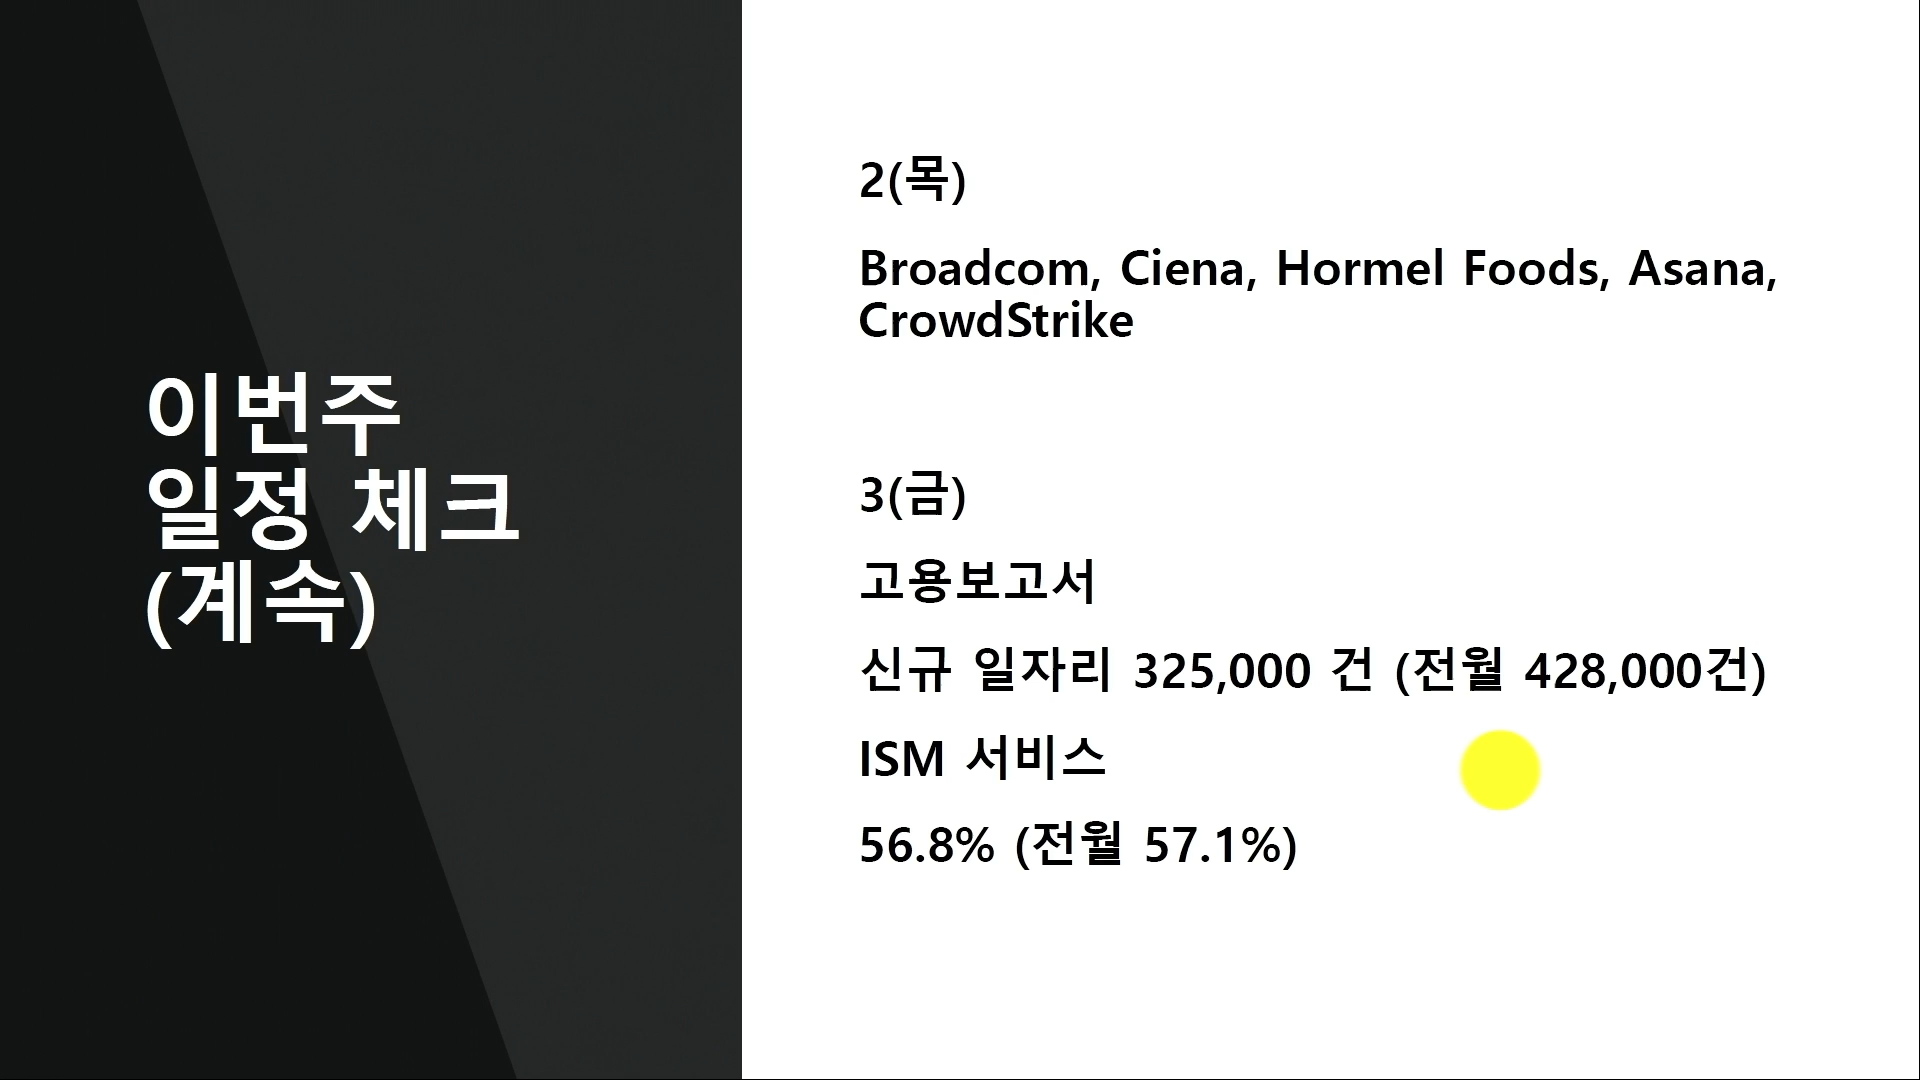 이번주
일정 체크
(계속)
2(목)
Broadcom, Ciena, Hormel Foods, Asana,
CrowdStrike
3(금)
고용보고서
신규 일자리 325,000 건 (전월 428,000건)
ISM 서비스
56.8% (전월 57.1%)